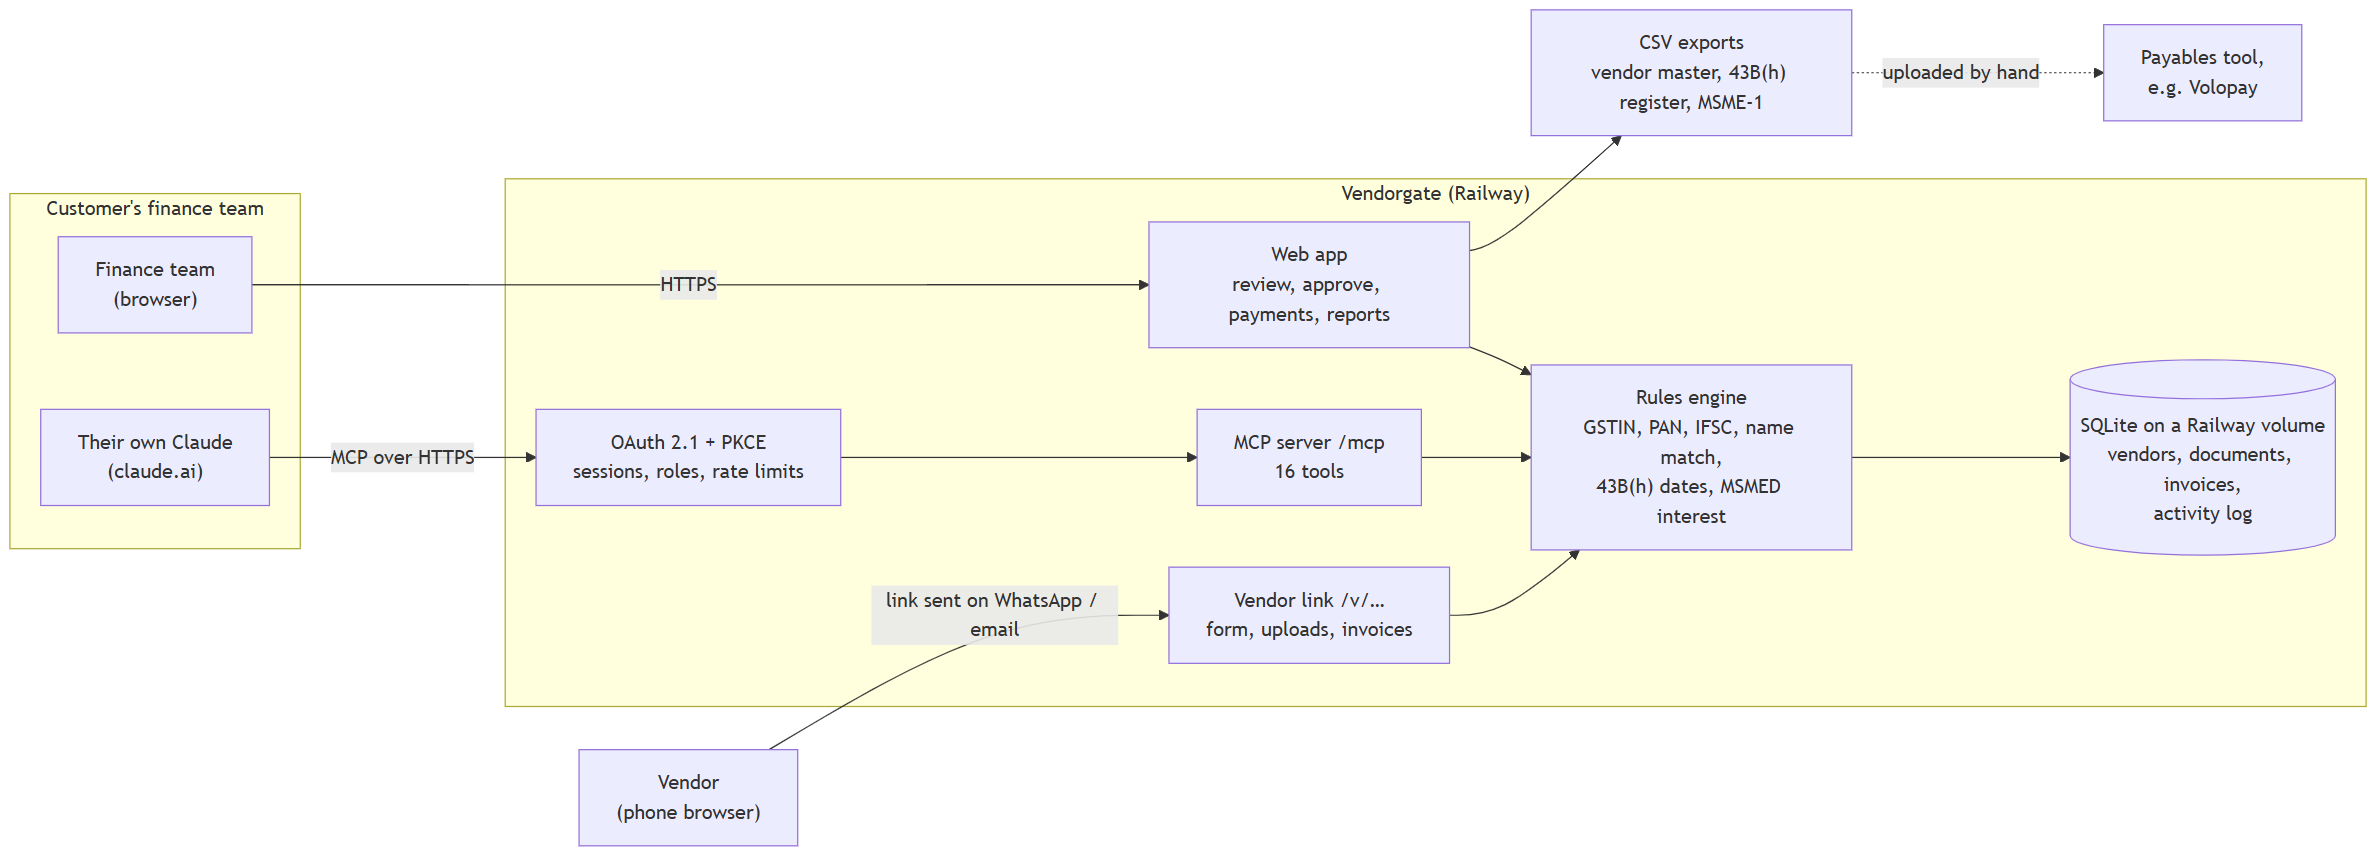 CSV exports
vendor master, 43B(h)
register, MSME-1
uploaded by hand
Payables tool,
e.g. Volopay
Customer's finance team
Vendorgate (Railway)
Finance team
(browser)
HTTPS
Web app
review, approve,
payments, reports
Their own Claude
(claude.ai)
MCP over HTTPS
OAuth 2.1 + PKCE
sessions, roles, rate limits
MCP server /mcp
16 tools
Rules engine
GSTIN, PAN, IFSC, name
match,
43B(h) dates, MSMED
interest
SQLite on a Railway volume
vendors, documents,
invoices,
activity log
link sent on WhatsApp /
email
Vendor link /v/…
form, uploads, invoices
Vendor
(phone browser)